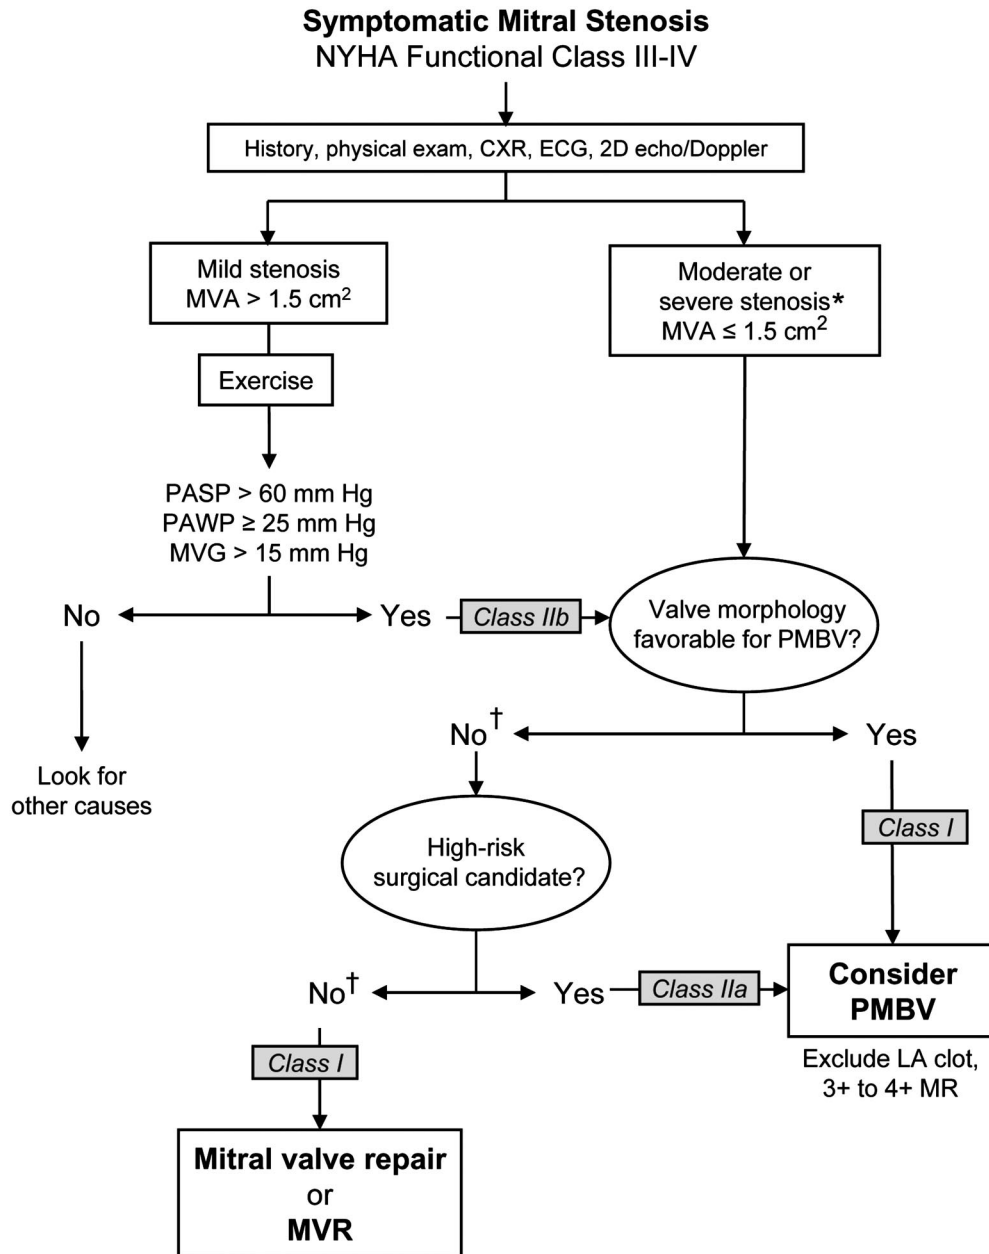 Symptomatic Mitral Stenosis
NYHA Functional Class III-IV
History, physical exam, CXR, ECG, 2D echo/Doppler
Mild stenosis
MVA > 1.5 cm²
Moderate or
severe stenosis*
MVA ≤ 1.5 cm²
Exercise
PASP > 60 mm Hg
PAWP ≥ 25 mm Hg
MVG > 15 mm Hg
No
Yes
Class IIb
Valve morphology
favorable for PMBV?
Look for
other causes
No†
Yes
Class I
High-risk
surgical candidate?
No†
Yes
Class IIa
Consider
PMBV
Exclude LA clot,
3+ to 4+ MR
Class I
Mitral valve repair
or
MVR